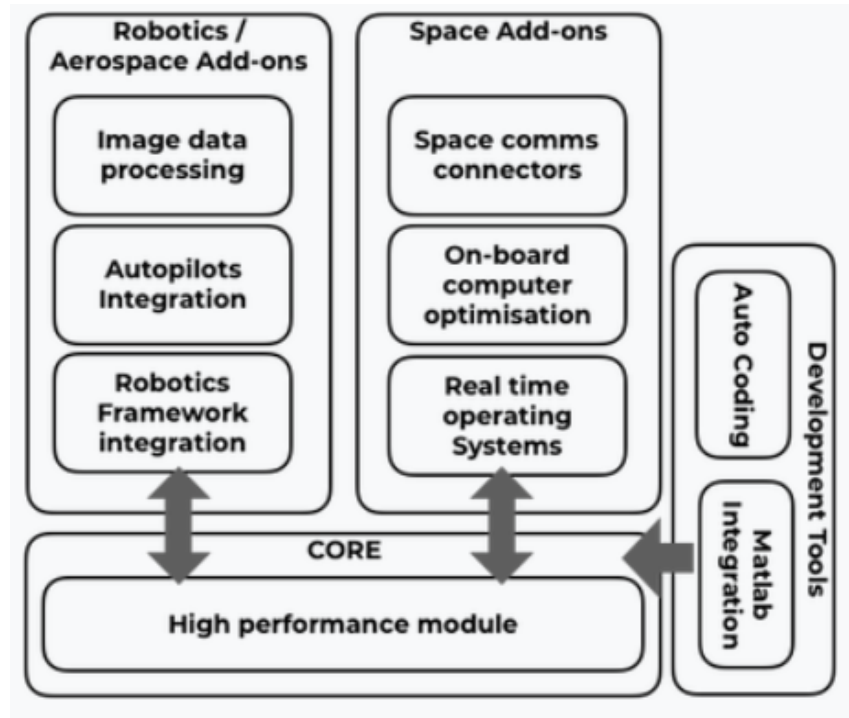 Robotics /
Aerospace Add-ons
Image data
processing
Autopilots
Integration
Robotics
Framework
integration
Space Add-ons
Space comms
connectors
On-board
computer
optimisation
Real time
operating
Systems
CORE
High performance module
Development Tools
Auto Coding
Matlab
Integration